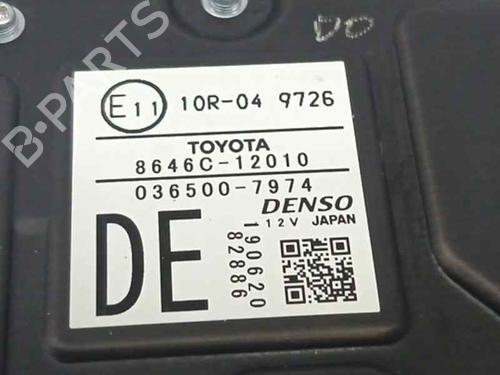 DO
E11 10R-04 9726
TOYOTA
8646C-12010
036500-7974
DENSO
12V JAPAN
DE
190620
82886
B-PARTS